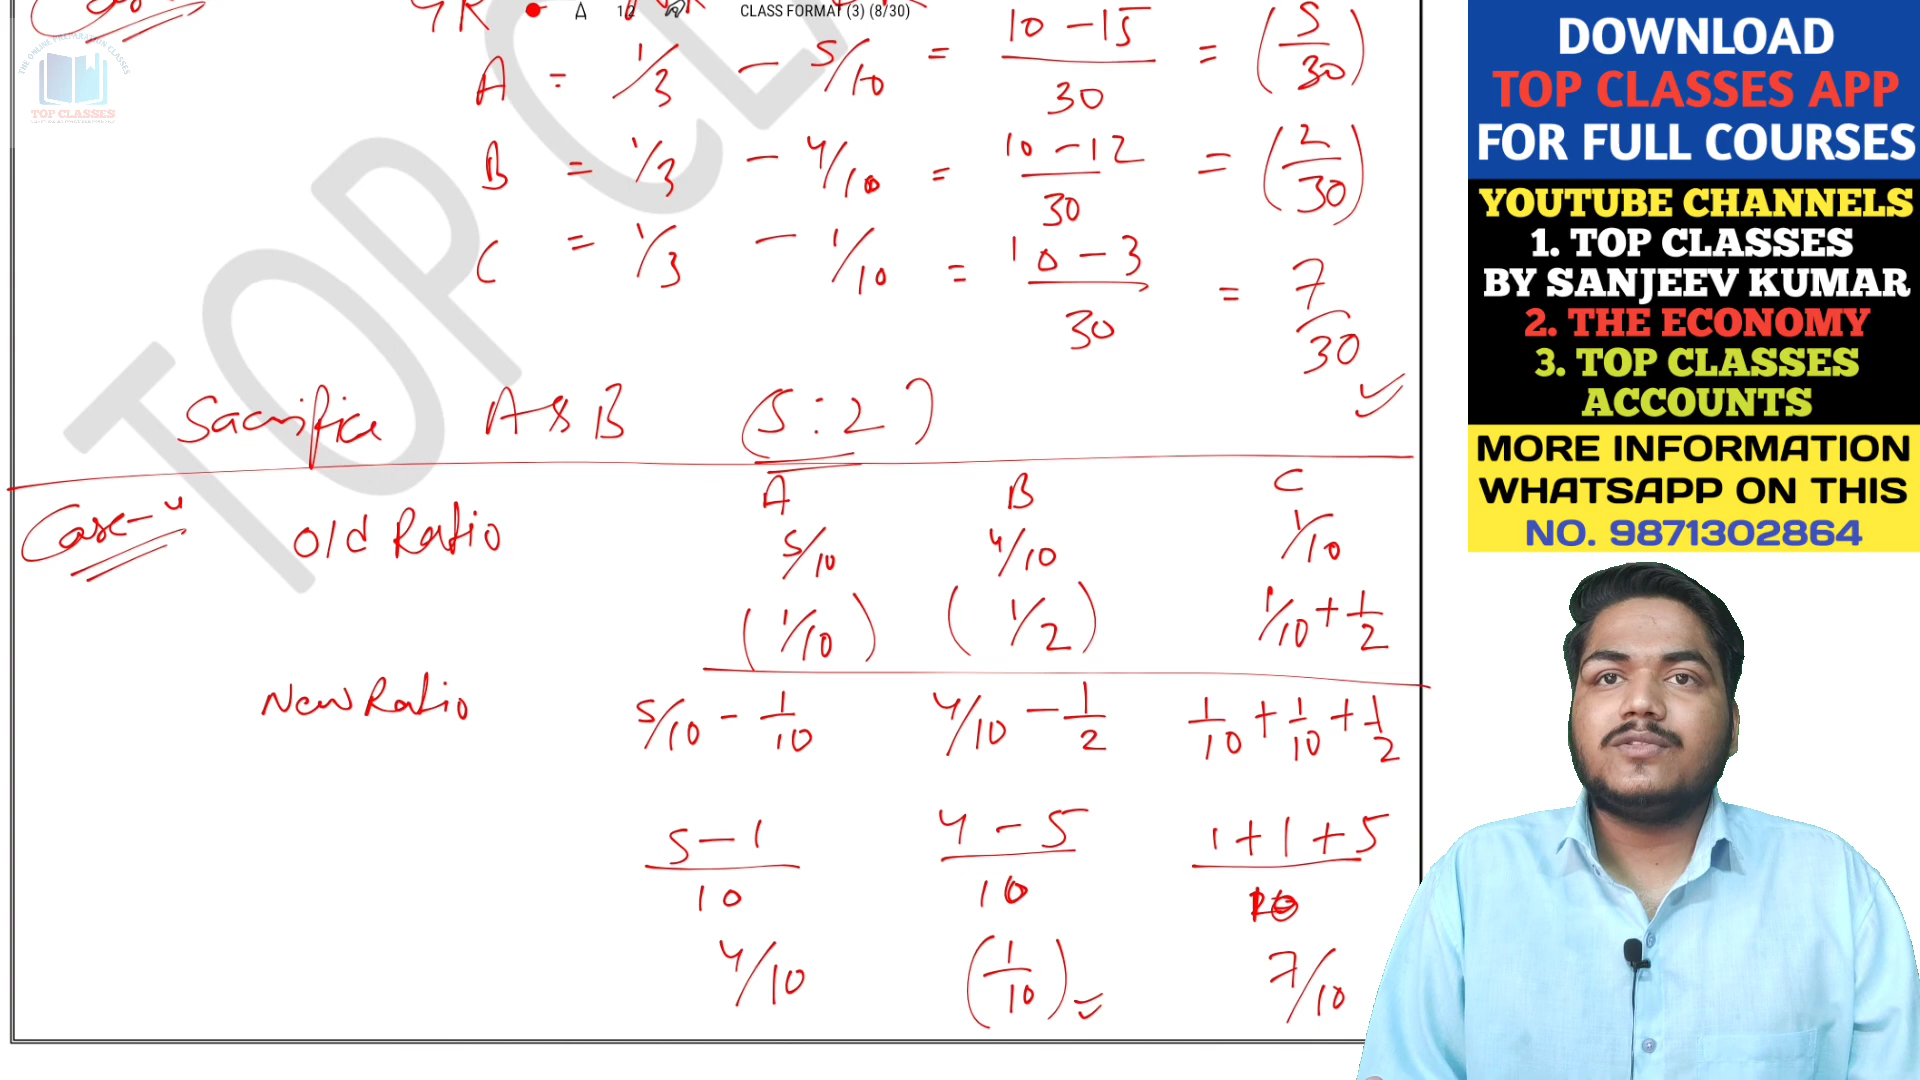 CLASS FORMAT (3) (8/30)
A = 1/3 - 5/10 = 10-15/30 = (5/30)
B = 1/3 - 4/10 = 10-12/30 = (2/30)
C = 1/3 - 1/10 = 10-3/30 = 7/30
Sacrifice A & B (5:2)
Case-4
A B C
Old Ratio 5/10 4/10 1/10
(1/10) (1/2) 1/10 + 1/2
New Ratio 5/10 - 1/10 4/10 - 1/2 1/10 + 1/10 + 1/2
5-1/10 4-5/10 1+1+5/10
4/10 (1/10) 7/10
THE ONLINE PREPARATION CLASSES
TOP CLASSES
DOWNLOAD
TOP CLASSES APP
FOR FULL COURSES
YOUTUBE CHANNELS
1. TOP CLASSES
BY SANJEEV KUMAR
2. THE ECONOMY
3. TOP CLASSES
ACCOUNTS
MORE INFORMATION
WHATSAPP ON THIS
NO. 9871302864